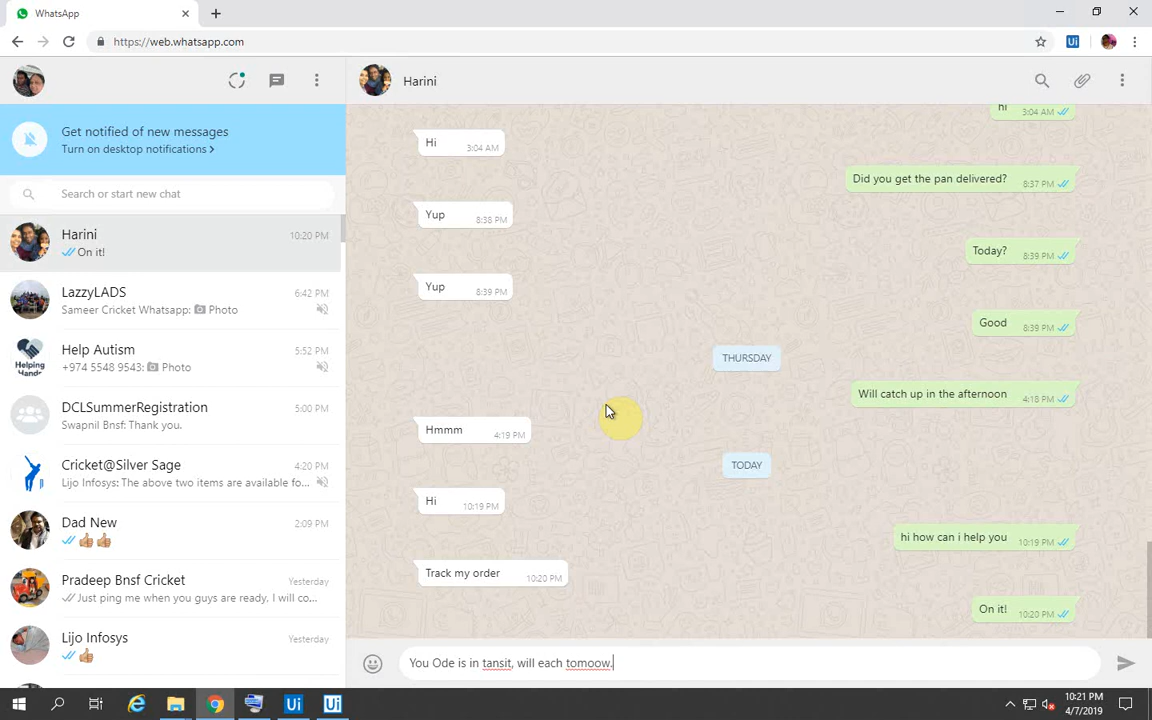 WhatsApp
https://web.whatsapp.com
Ui
Harini
Get notified of new messages
Turn on desktop notifications >
Search or start new chat
Harini
10:20 PM
On it!
LazzyLADS
6:42 PM
Sameer Cricket Whatsapp: Photo
Help Autism
5:52 PM
+974 5548 9543: Photo
Helping
Hands
DCLSummerRegistration
5:00 PM
Swapnil Bnsf: Thank you.
Cricket@Silver Sage
4:20 PM
Lijo Infosys: The above two items are available fo...
Dad New
2:09 PM
Pradeep Bnsf Cricket
Yesterday
Just ping me when you guys are ready, I will co...
Lijo Infosys
Yesterday
hi
3:04 AM
Hi
3:04 AM
Did you get the pan delivered?
8:37 PM
Yup
8:38 PM
Today?
8:39 PM
Yup
8:39 PM
Good
8:39 PM
THURSDAY
Will catch up in the afternoon
4:18 PM
Hmmm
4:19 PM
TODAY
Hi
10:19 PM
hi how can i help you
10:19 PM
Track my order
10:20 PM
On it!
10:20 PM
You Ode is in tansit, will each tomoow.
Ui
Ui
10:21 PM
4/7/2019